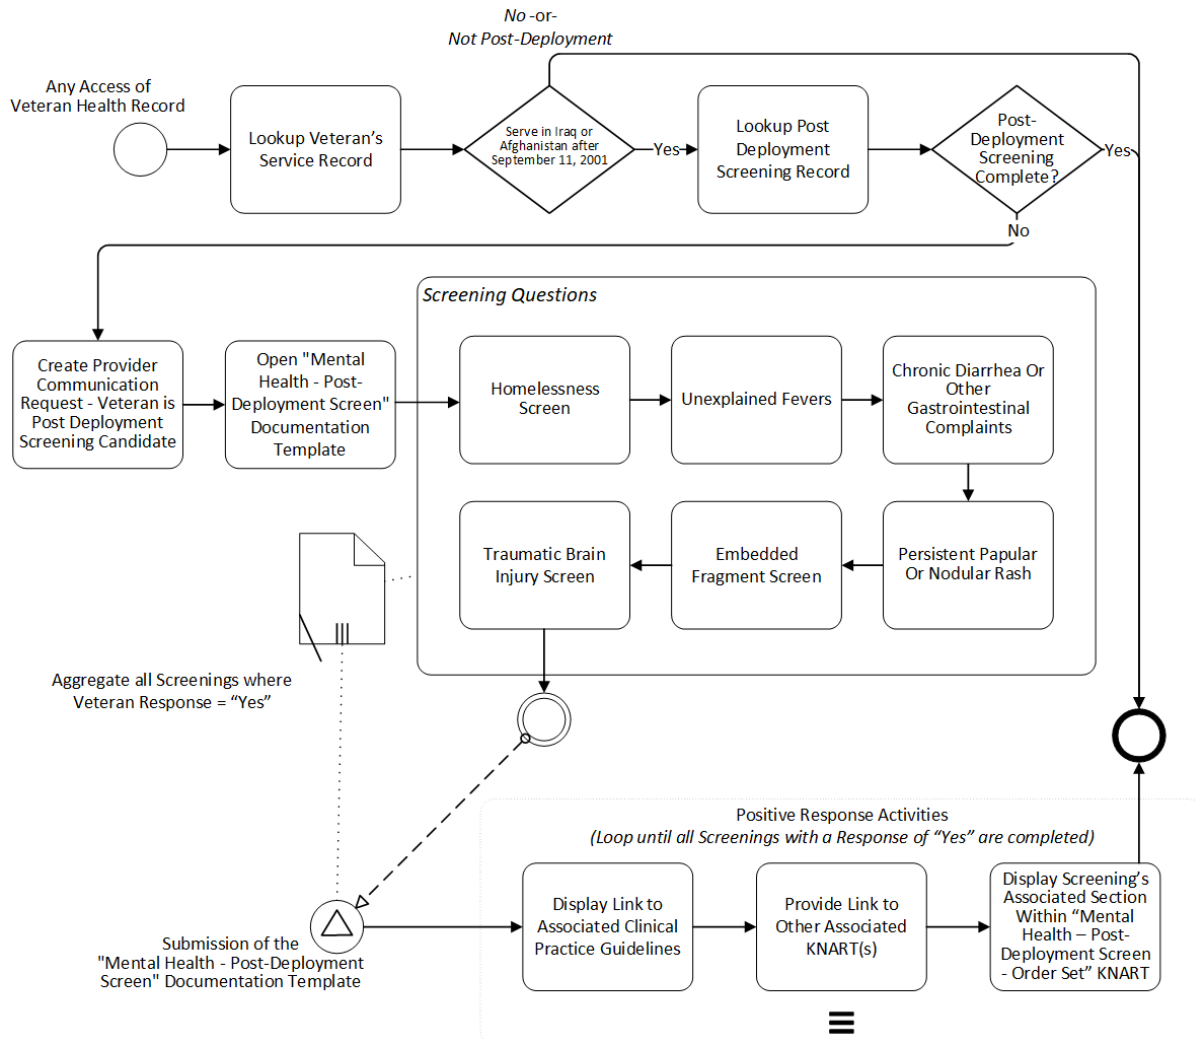 No -or-
Not Post-Deployment
Any Access of
Veteran Health Record
Lookup Veteran’s
Service Record
Serve in Iraq or
Afghanistan after
September 11, 2001
Yes
Lookup Post
Deployment
Screening Record
Post-
Deployment
Screening
Complete?
Yes
No
Create Provider
Communication
Request - Veteran is
Post Deployment
Screening Candidate
Open "Mental
Health - Post-
Deployment Screen"
Documentation
Template
Screening Questions
Homelessness
Screen
Unexplained Fevers
Chronic Diarrhea Or
Other
Gastrointestinal
Complaints
Traumatic Brain
Injury Screen
Embedded
Fragment Screen
Persistent Papular
Or Nodular Rash
Aggregate all Screenings where
Veteran Response = “Yes”
Positive Response Activities
(Loop until all Screenings with a Response of “Yes” are completed)
Submission of the
"Mental Health - Post-Deployment
Screen" Documentation Template
Display Link to
Associated Clinical
Practice Guidelines
Provide Link to
Other Associated
KNART(s)
Display Screening’s
Associated Section
Within “Mental
Health – Post-
Deployment Screen
- Order Set” KNART